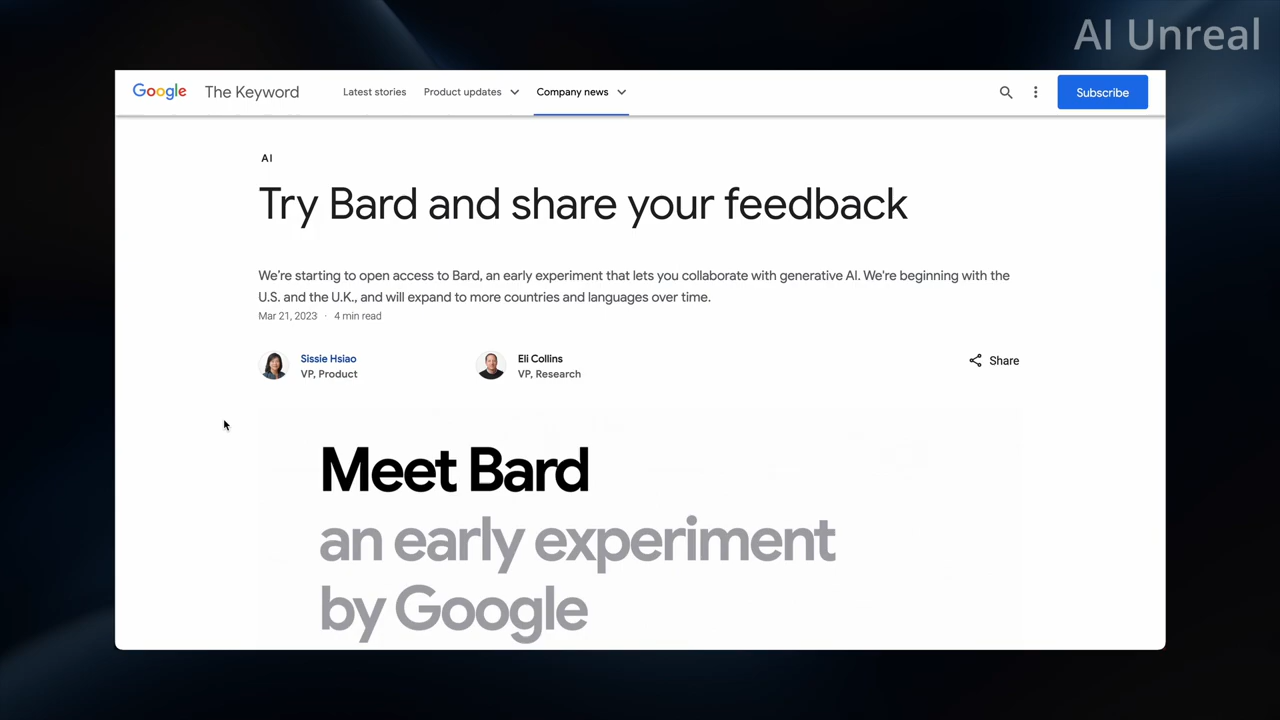 AI Unreal
Google The Keyword Latest stories Product updates Company news Subscribe
AI
Try Bard and share your feedback
We're starting to open access to Bard, an early experiment that lets you collaborate with generative AI. We're beginning with the
U.S. and the U.K., and will expand to more countries and languages over time.
Mar 21, 2023 · 4 min read
Sissie Hsiao
VP, Product
Eli Collins
VP, Research
Share
Meet Bard
an early experiment
by Google